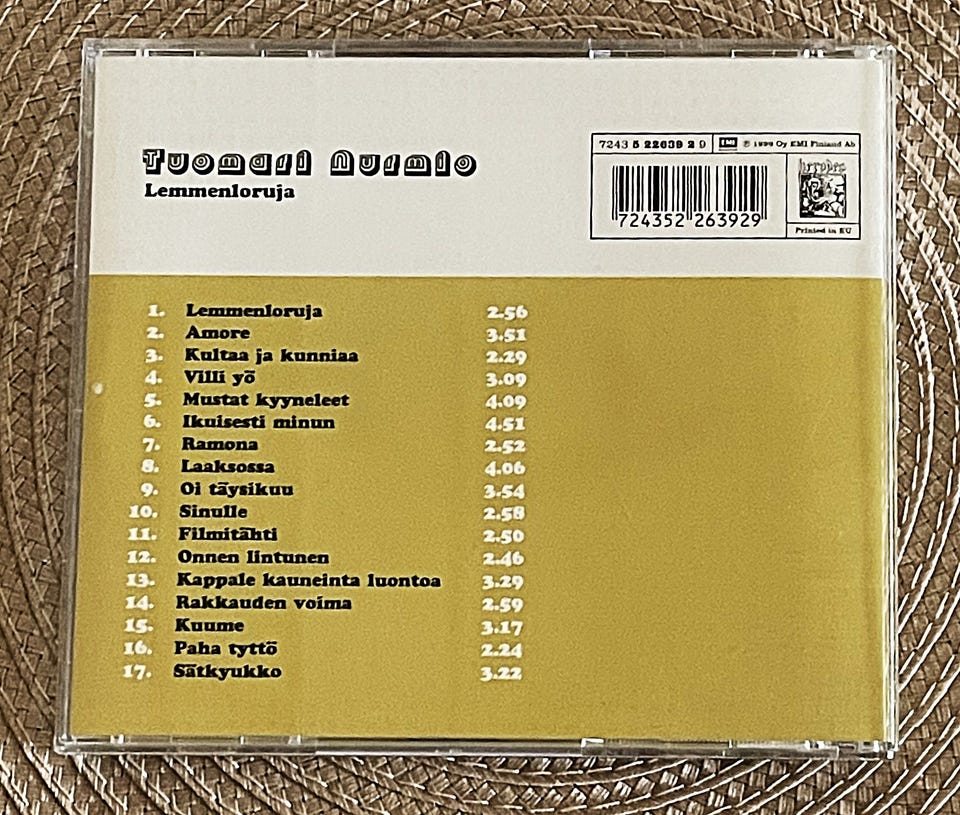 Tuomari Nurmio
Lemmenloruja
7243 5 22639 2 9 EMI ℗ 1999 Oy EMI Finland Ab
724352 263929
Printed in EU
1. Lemmenloruja 2.56
2. Amore 3.51
3. Kultaa ja kunniaa 2.29
4. Villi yö 3.09
5. Mustat kyyneleet 4.09
6. Ikuisesti minun 4.51
7. Ramona 2.52
8. Laaksossa 4.06
9. Oi täysikuu 3.54
10. Sinulle 2.58
11. Filmitähti 2.50
12. Onnen lintunen 2.46
13. Kappale kauneinta luontoa 3.29
14. Rakkauden voima 2.59
15. Kuume 3.17
16. Paha tyttö 2.24
17. Sätkyukko 3.22